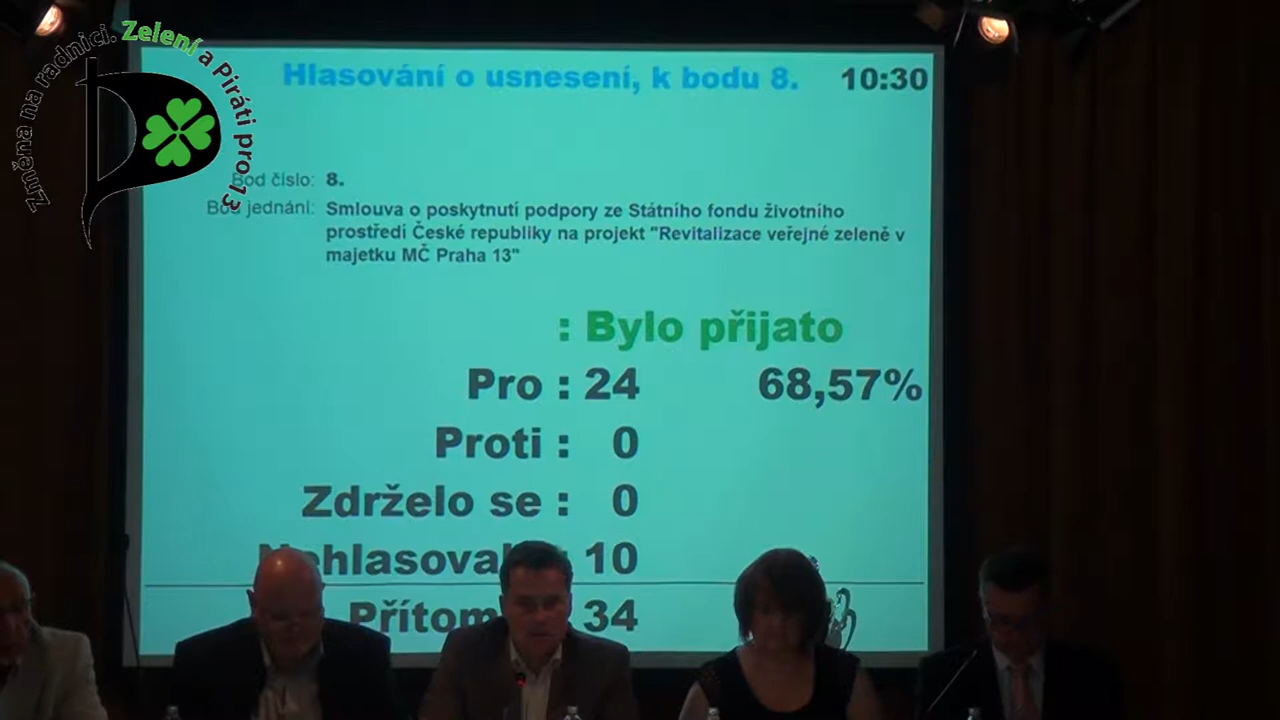 Změna na radnici. Zelení a Piráti pro13
Hlasování o usnesení, k bodu 8. 10:30
Bod číslo: 8.
Bod jednání: Smlouva o poskytnutí podpory ze Státního fondu životního
prostředí České republiky na projekt "Revitalizace veřejné zeleně v
majetku MČ Praha 13"
: Bylo přijato
Pro : 24 68,57%
Proti : 0
Zdrželo se : 0
: 10
34